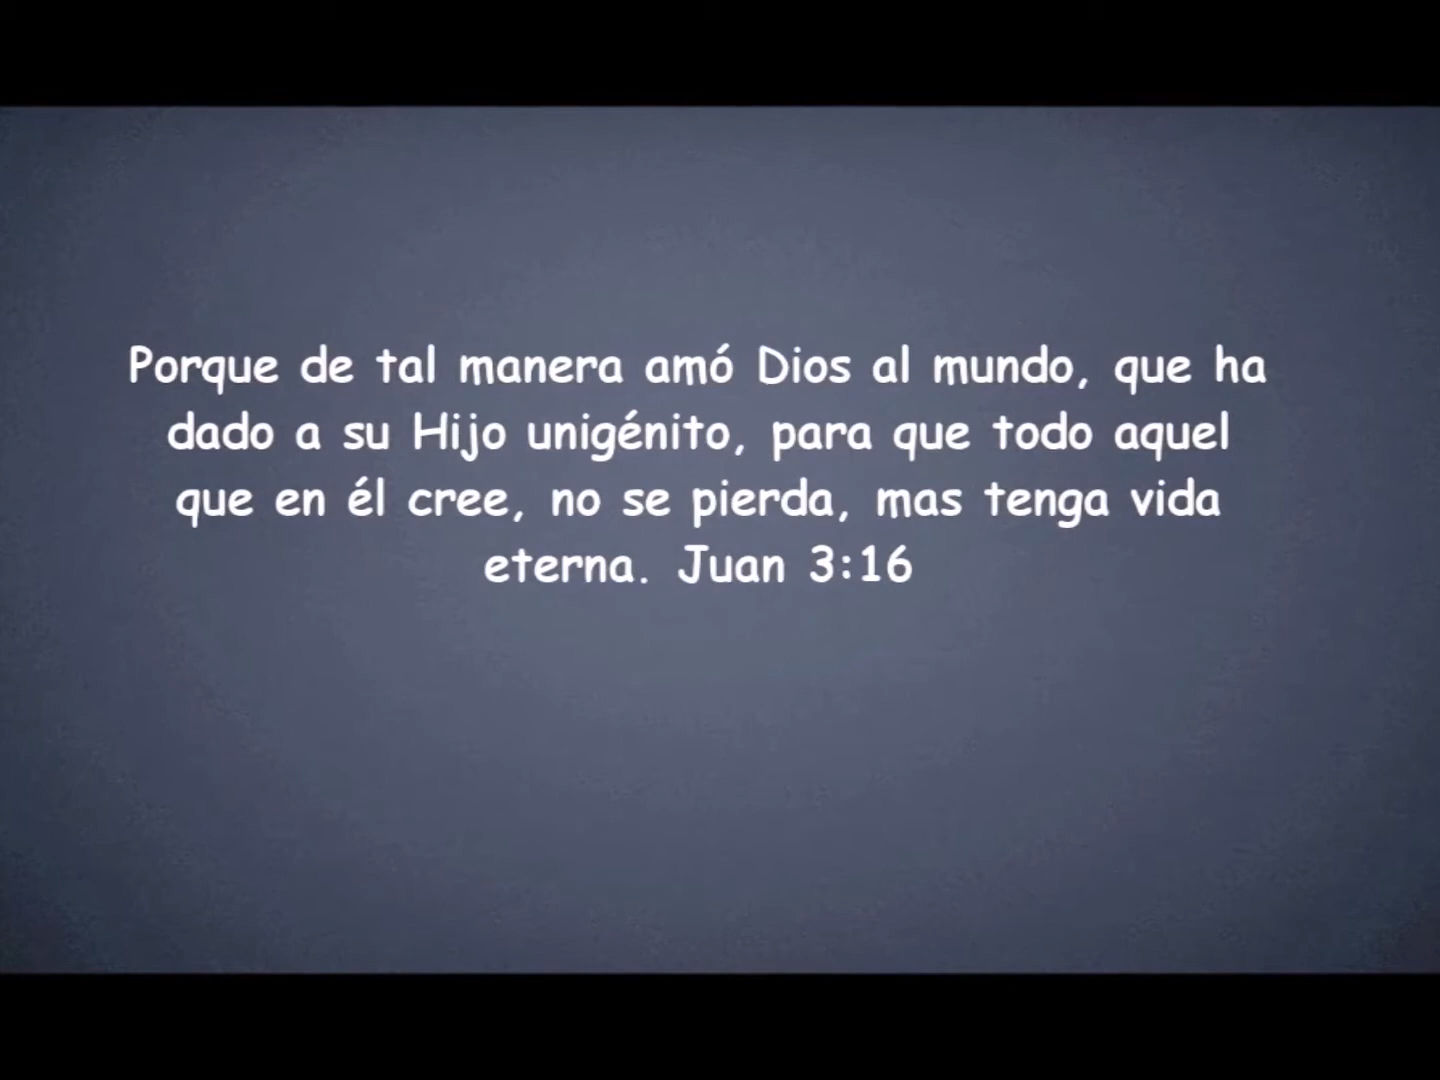 Porque de tal manera amó Dios al mundo, que ha
dado a su Hijo unigénito, para que todo aquel
que en él cree, no se pierda, mas tenga vida
eterna. Juan 3:16